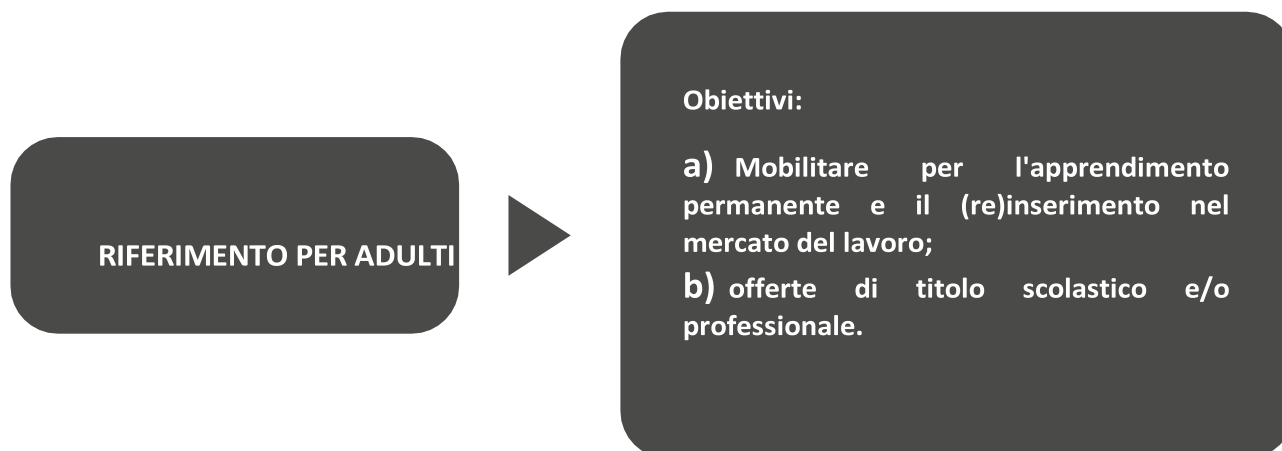 RIFERIMENTO PER ADULTI
Obiettivi:
a) Mobilitare per l'apprendimento
permanente e il (re)inserimento nel
mercato del lavoro;
b) offerte di titolo scolastico e/o
professionale.